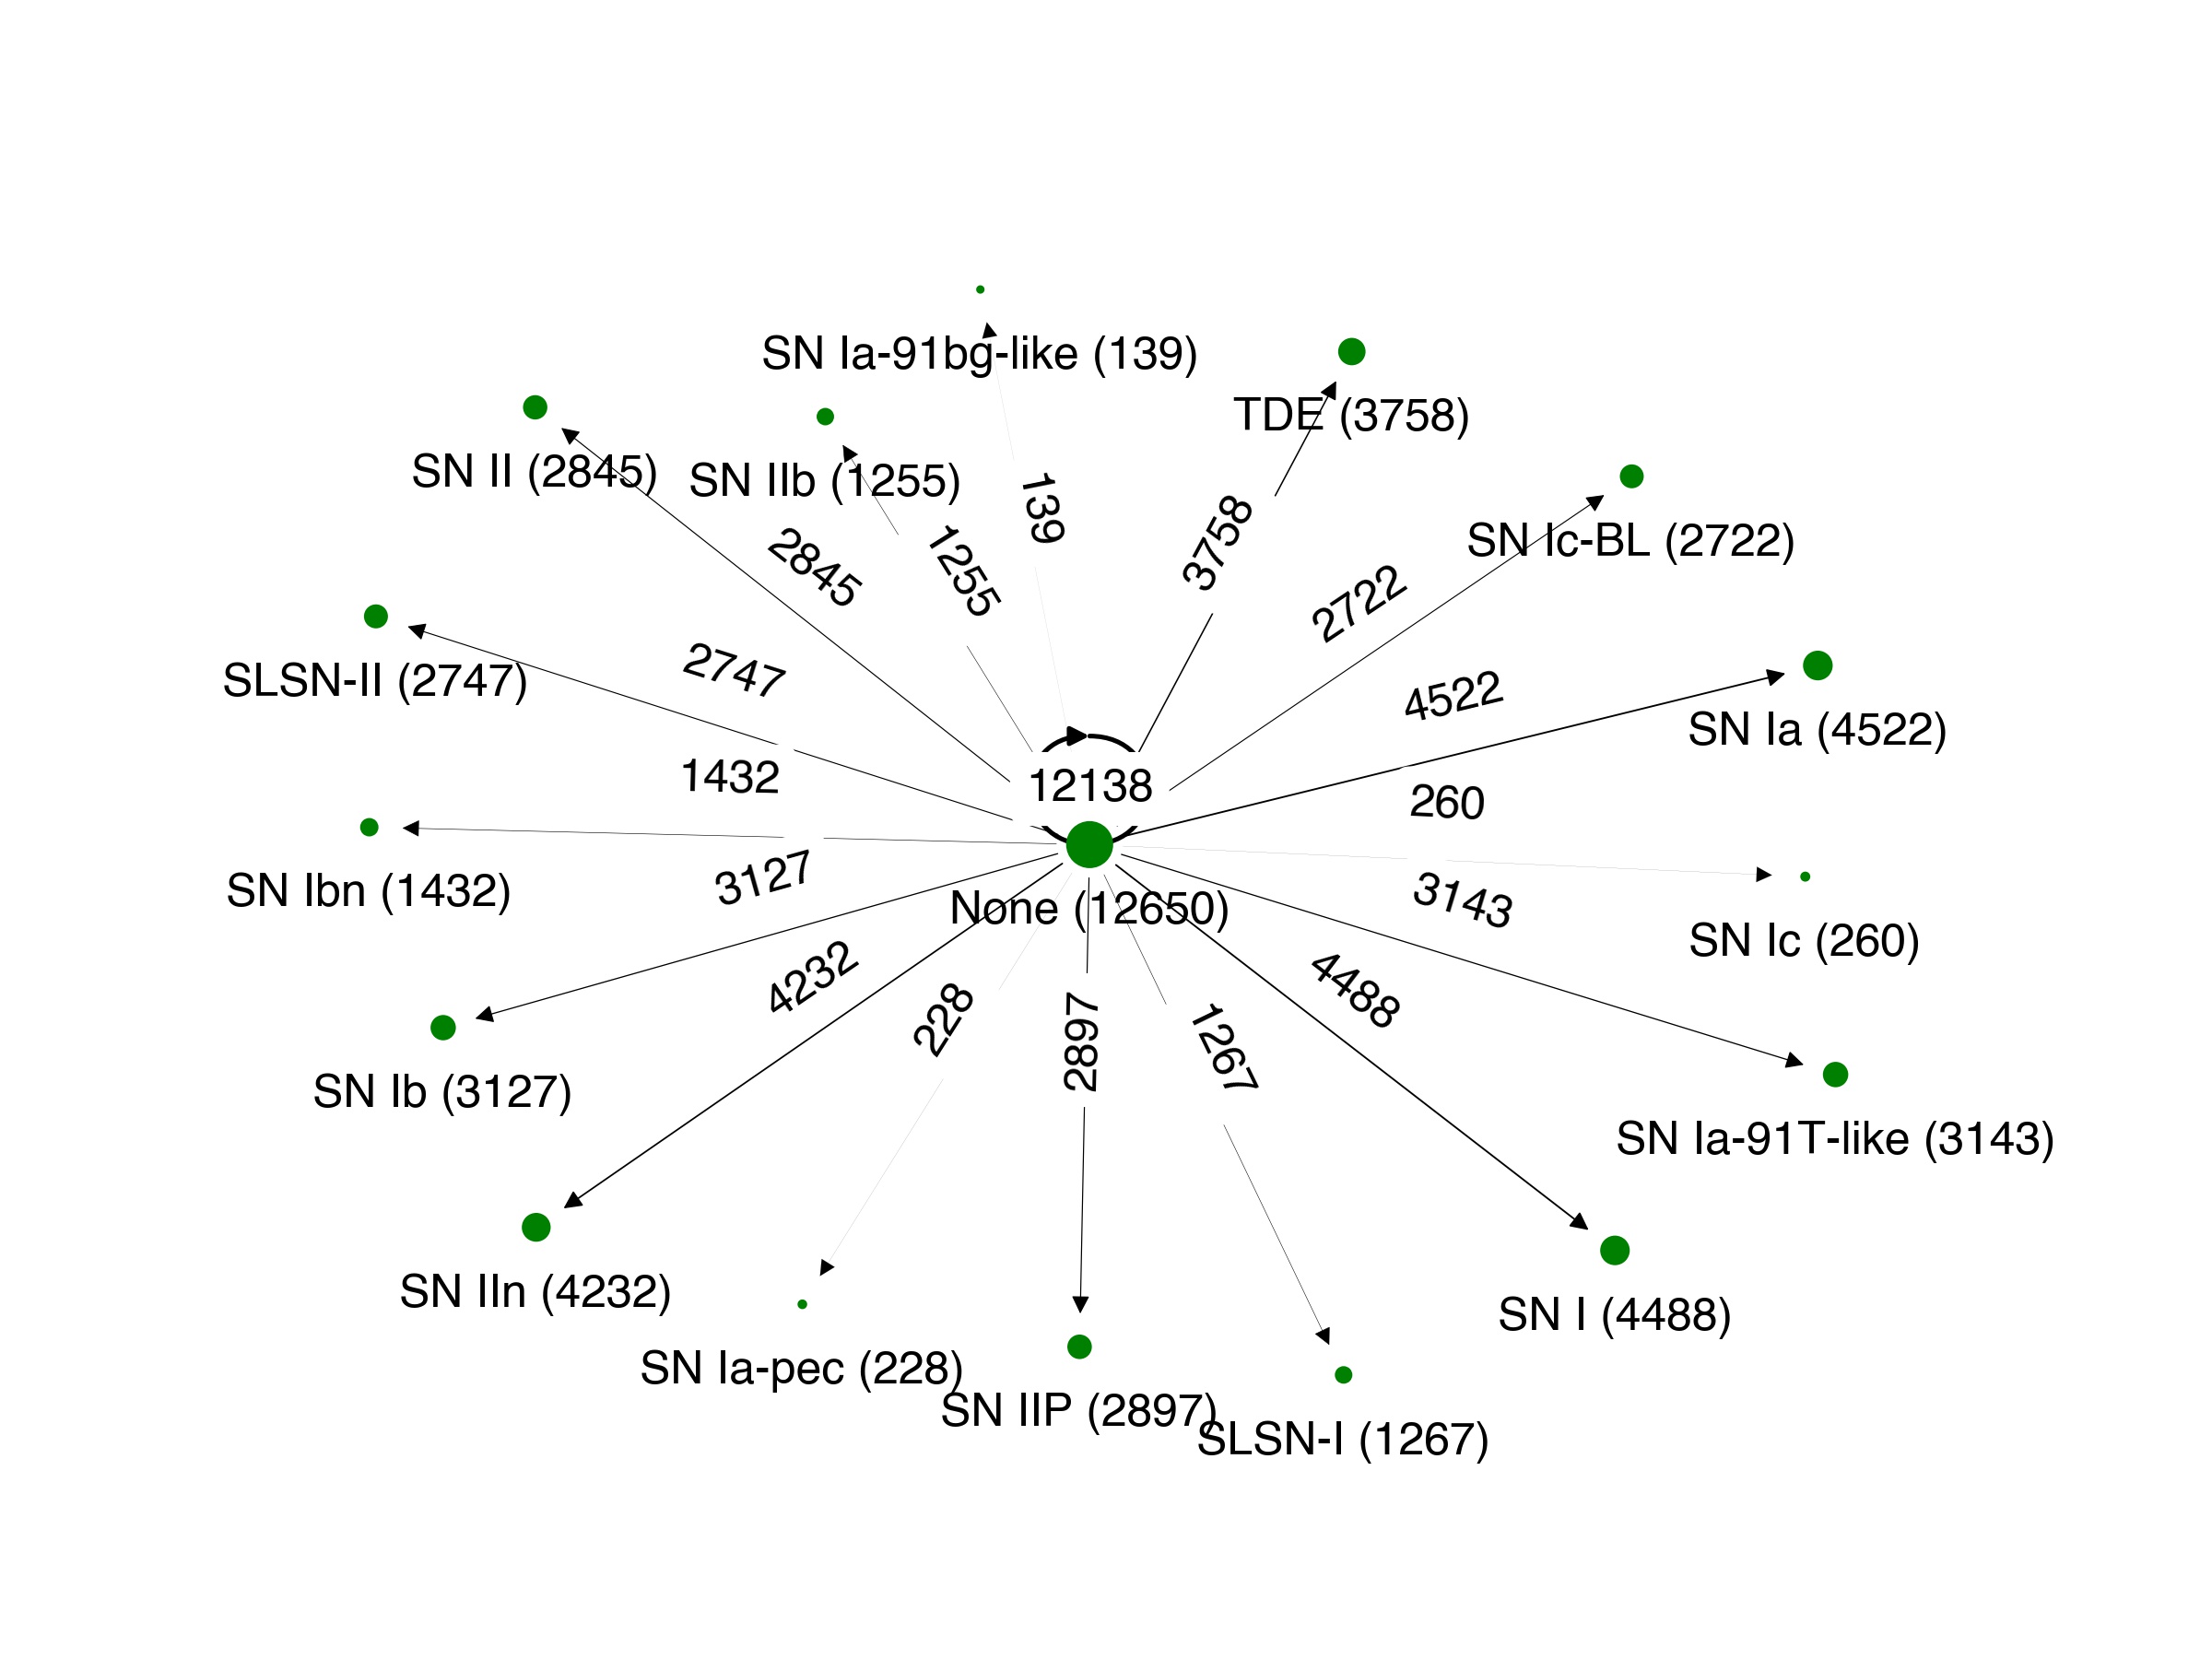 SN Ia-91bg-like (139)
TDE (3758)
SN II (2845)
SN IIb (1255)
139
3758
SN Ic-BL (2722)
2845
1255
2722
2747
4522
SLSN-II (2747)
SN Ia (4522)
1432
12138
260
3127
SN Ibn (1432)
None (12650)
3143
SN Ic (260)
4232
228
2897
1267
4488
SN Ib (3127)
SN Ia-91T-like (3143)
SN IIn (4232)
SN I (4488)
SN Ia-pec (228)
SN IIP (2897)
SLSN-I (1267)